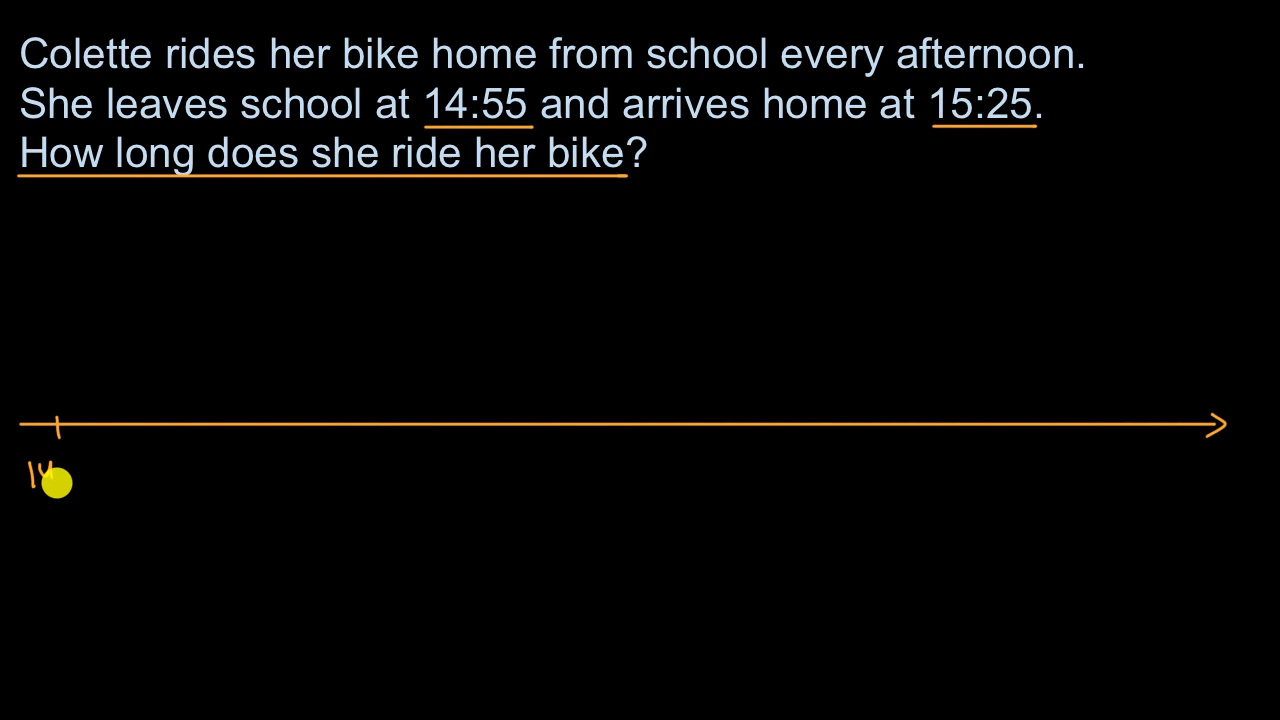 Colette rides her bike home from school every afternoon.
She leaves school at 14:55 and arrives home at 15:25.
How long does she ride her bike?
14